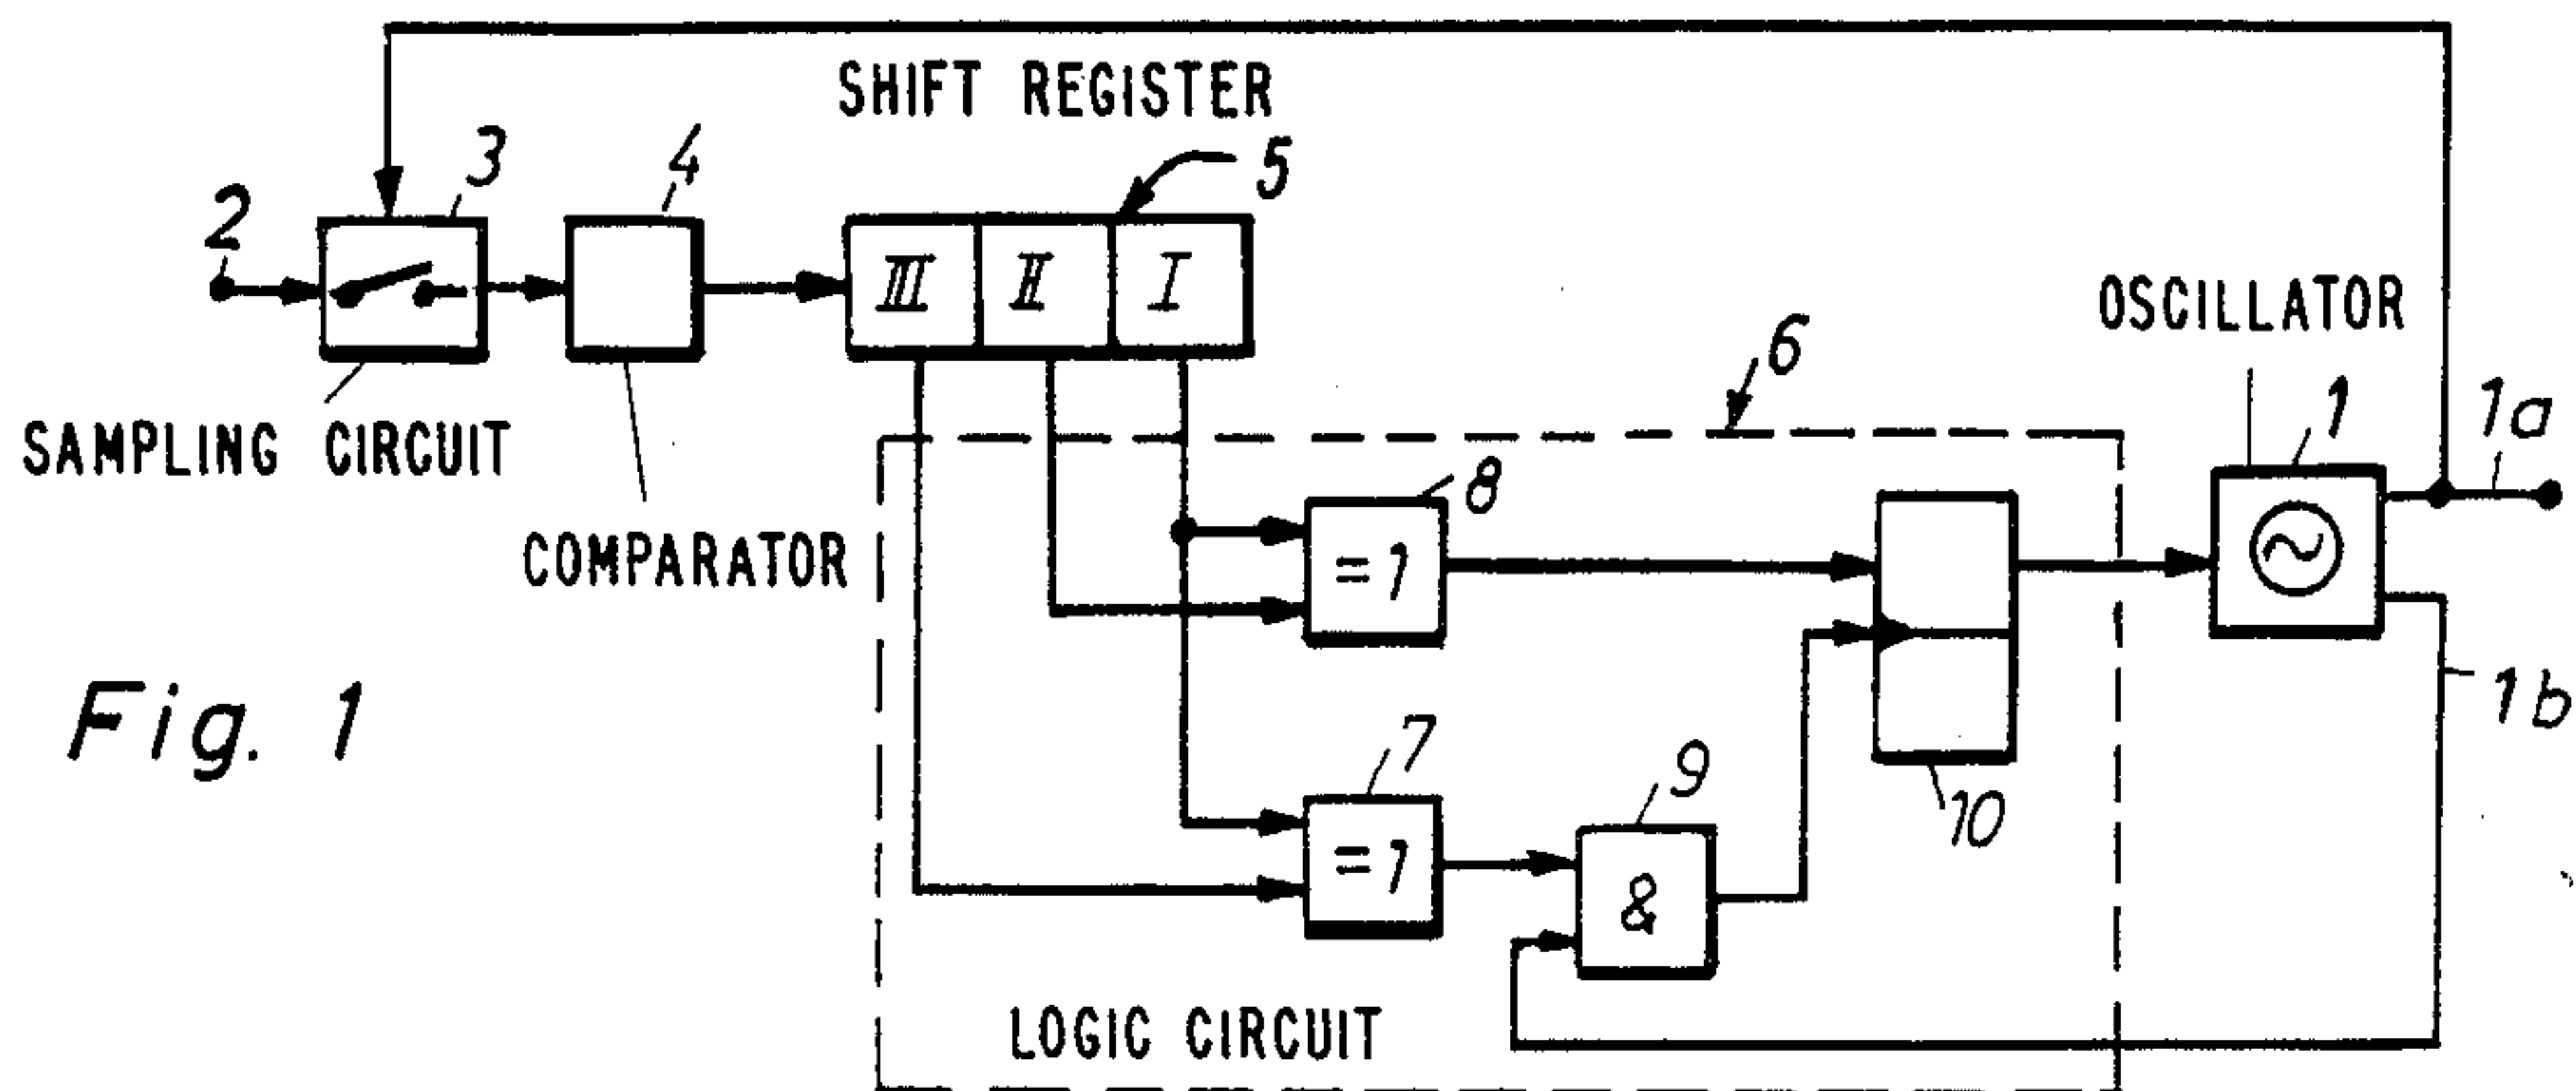 SHIFT REGISTER
3
4
5
2
III II I
OSCILLATOR
6
1
1a
SAMPLING CIRCUIT
8
COMPARATOR
=1
~
1b
Fig. 1
7
9
10
=1
&
LOGIC CIRCUIT